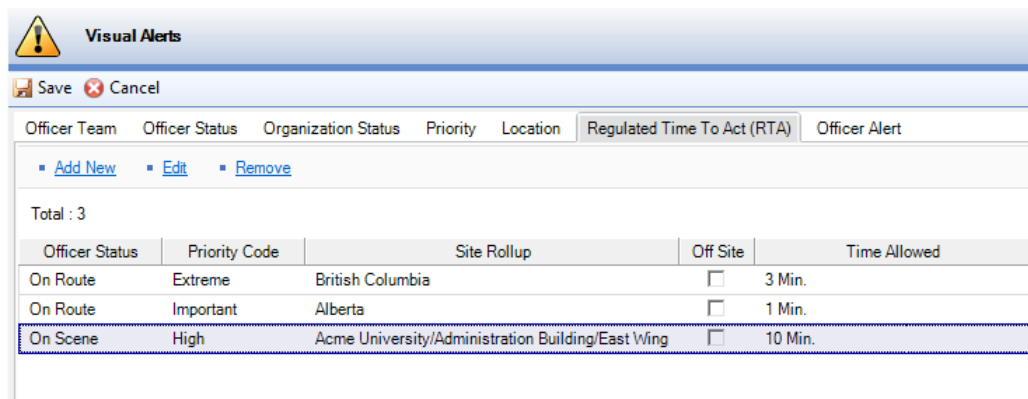 Visual Alerts
Save Cancel
Officer Team Officer Status Organization Status Priority Location Regulated Time To Act (RTA) Officer Alert
Add New Edit Remove
Total : 3
Officer Status Priority Code Site Rollup Off Site Time Allowed
On Route Extreme British Columbia 3 Min.
On Route Important Alberta 1 Min.
On Scene High Acme University/Administration Building/East Wing 10 Min.